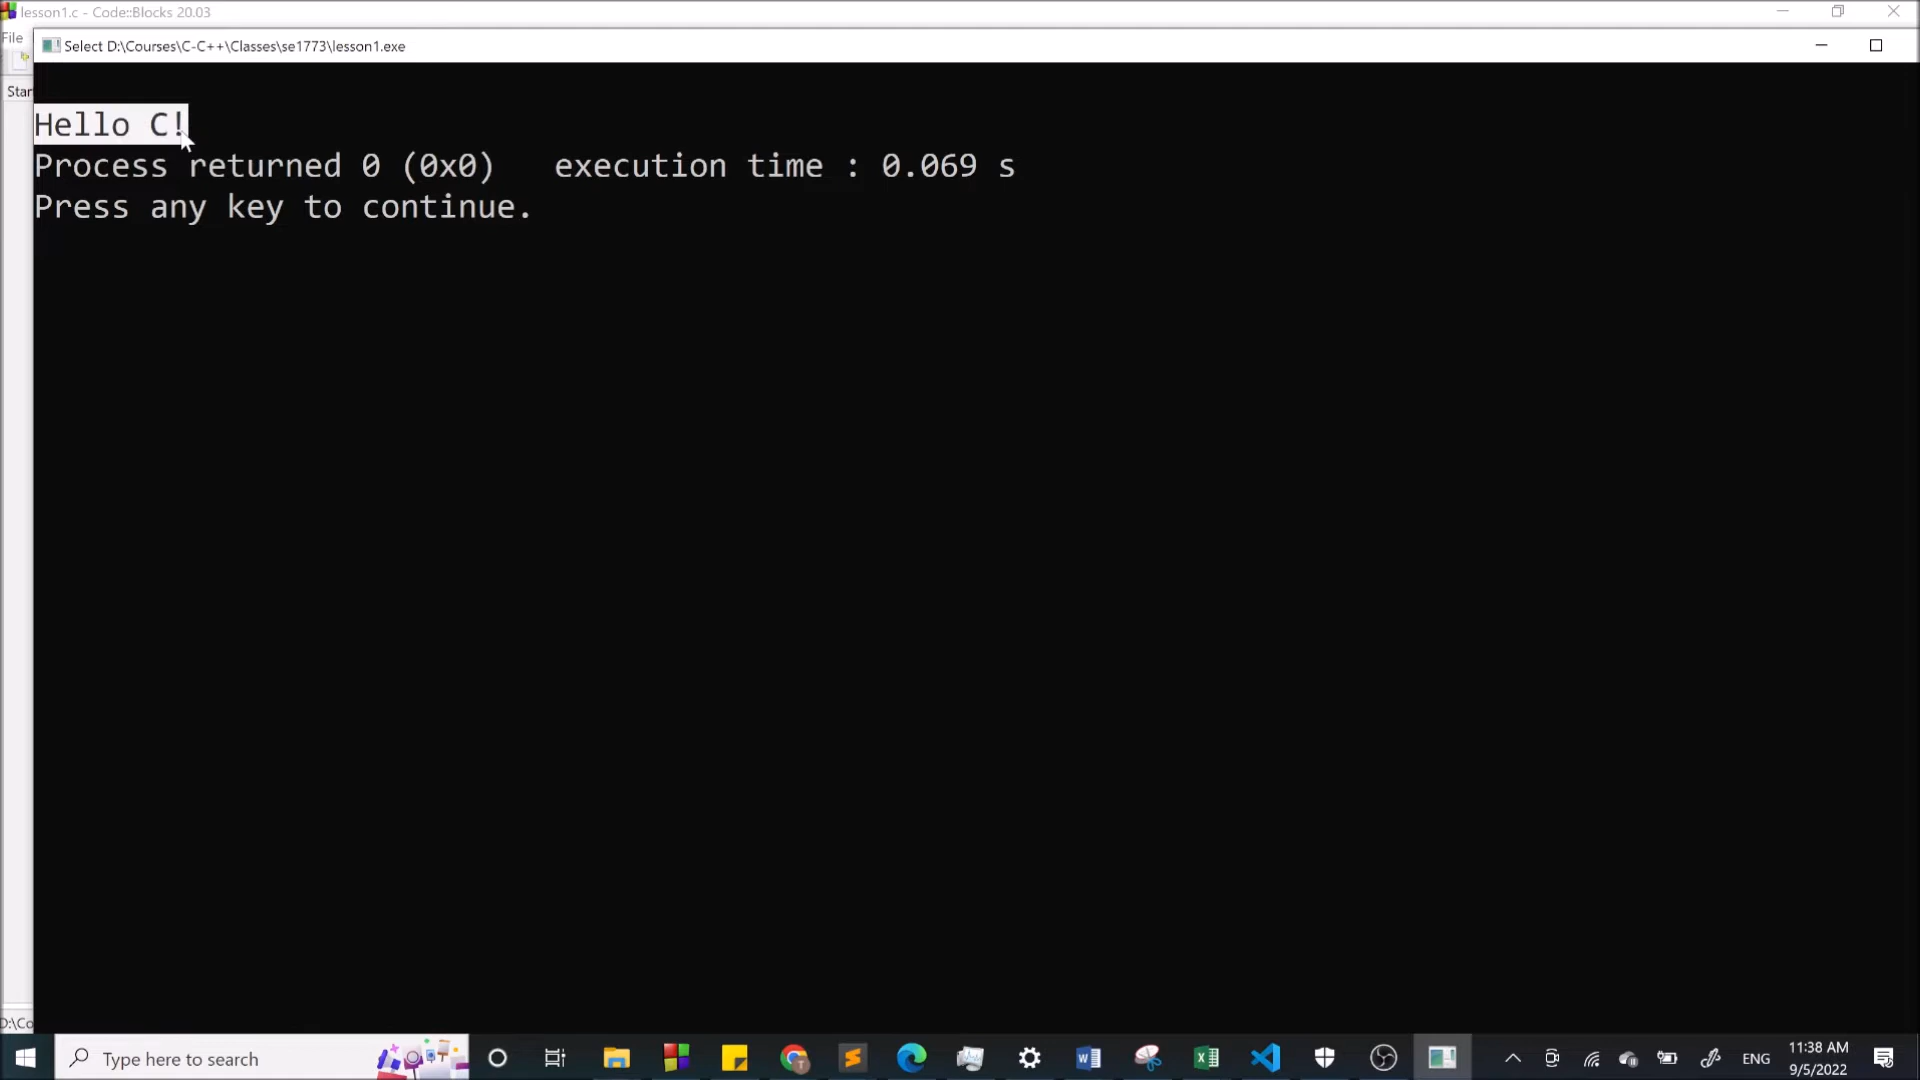 lesson1.c - Code::Blocks 20.03
File
Select D:\Courses\C-C++\Classes\se1773\lesson1.exe
Star
Hello C!
Process returned 0 (0x0)   execution time : 0.069 s
Press any key to continue.
D:\Co
Type here to search
ENG
11:38 AM
9/5/2022